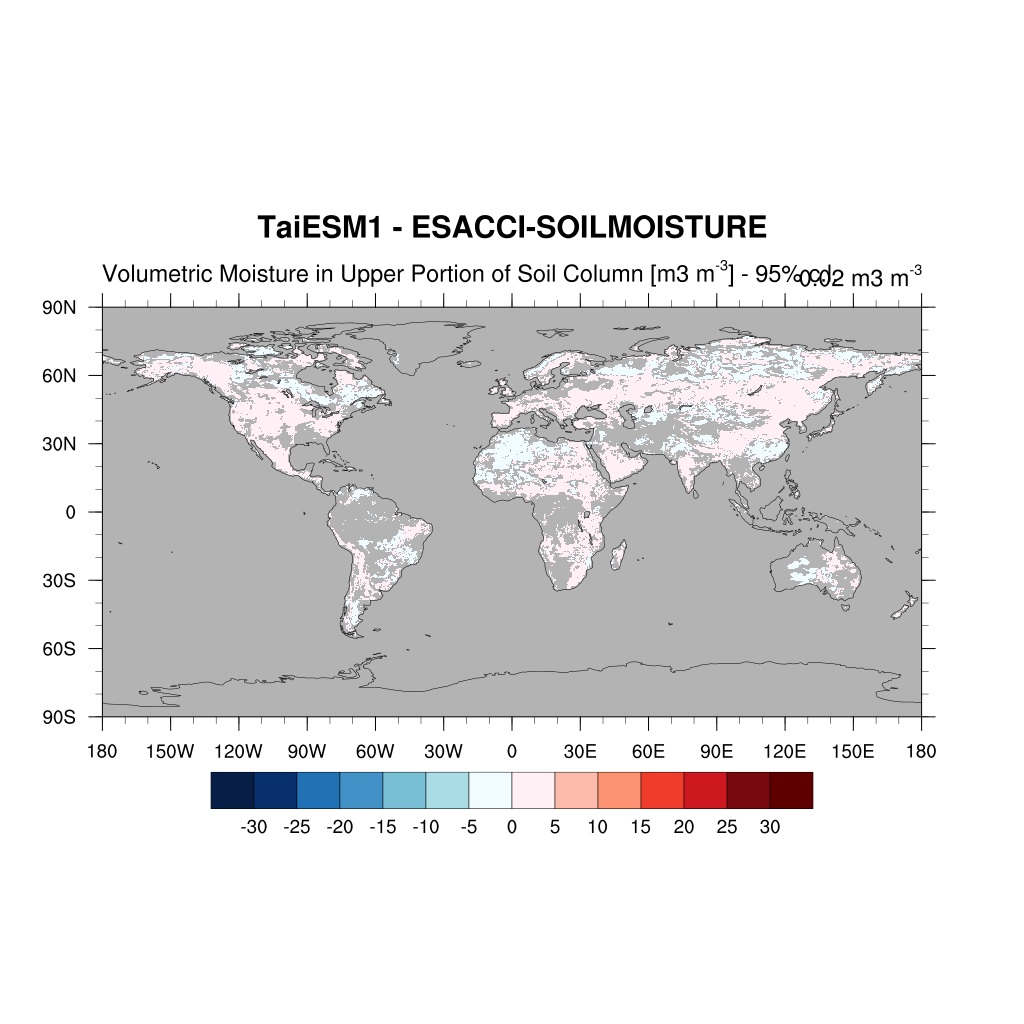 TaiESM1 - ESACCI-SOILMOISTURE
Volumetric Moisture in Upper Portion of Soil Column [m3 m-3] - 95% 0.02 m3 m-3
90N
60N
30N
0
30S
60S
90S
180 150W 120W 90W 60W 30W 0 30E 60E 90E 120E 150E 180
-30 -25 -20 -15 -10 -5 0 5 10 15 20 25 30